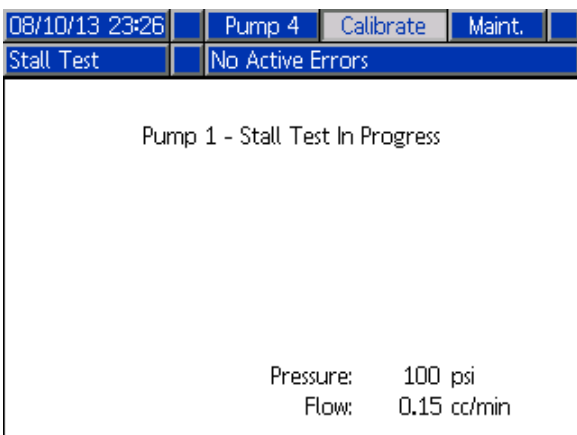 08/10/13 23:26 Pump 4 Calibrate Maint.
Stall Test No Active Errors
Pump 1 - Stall Test In Progress
Pressure: 100 psi
Flow: 0.15 cc/min